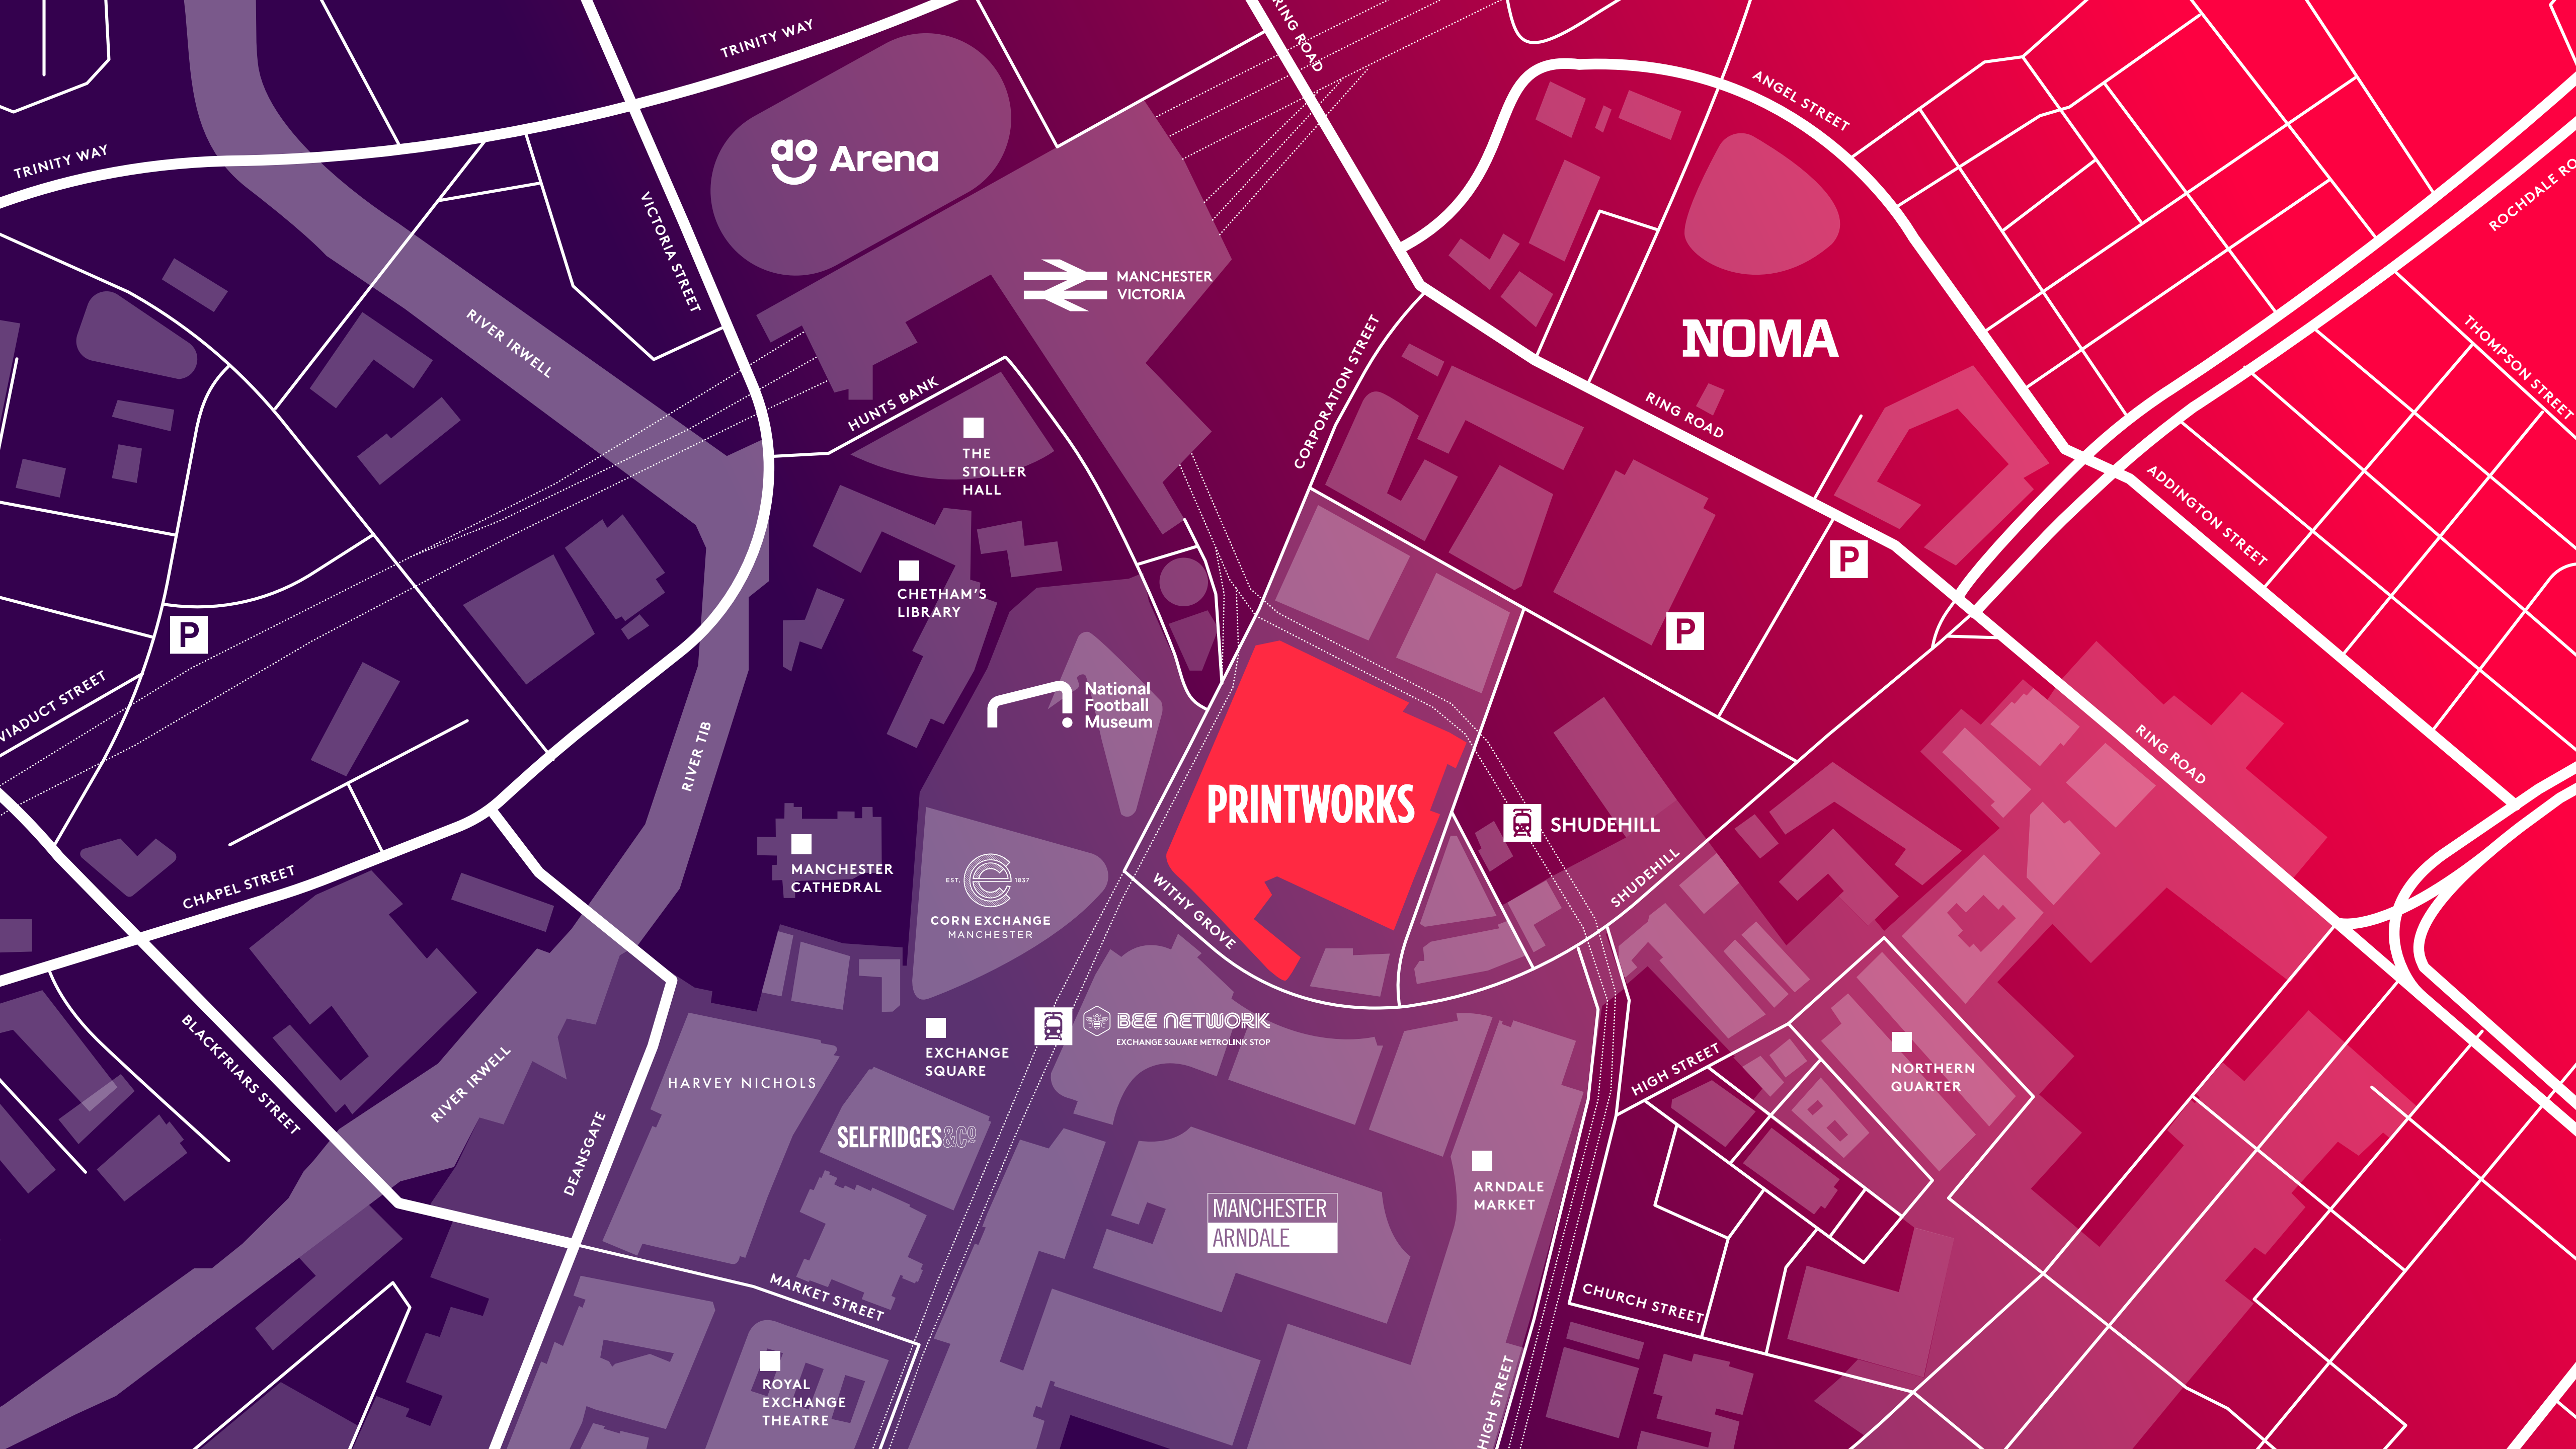 RING ROAD
TRINITY WAY
ANGEL STREET
TRINITY WAY
ao Arena
ROCHDALE RO
VICTORIA STREET
MANCHESTER
VICTORIA
RIVER IRWELL
NOMA
CORPORATION STREET
THOMPSON STREET
HUNTS BANK
RING ROAD
THE
STOLLER
HALL
ADDINGTON STREET
P
CHETHAM'S
LIBRARY
P
P
VIADUCT STREET
National
Football
Museum
RIVER TIB
RING ROAD
PRINTWORKS
SHUDEHILL
MANCHESTER
CATHEDRAL
EST. 1837
CORN EXCHANGE
MANCHESTER
CHAPEL STREET
WITHY GROVE
SHUDEHILL
BEE NETWORK
EXCHANGE SQUARE METROLINK STOP
EXCHANGE
SQUARE
BLACKFRIARS STREET
RIVER IRWELL
HARVEY NICHOLS
HIGH STREET
NORTHERN
QUARTER
SELFRIDGES&CO
DEANSGATE
ARNDALE
MARKET
MANCHESTER
ARNDALE
MARKET STREET
CHURCH STREET
ROYAL
EXCHANGE
THEATRE
HIGH STREET